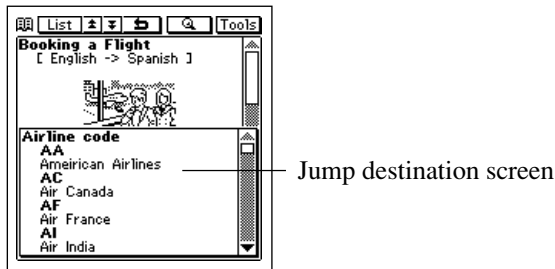 List Tools
Booking a Flight
[ English -> Spanish ]
Airline code
AA
Ameirican Airlines
AC
Air Canada
AF
Air France
AI
Air India
Jump destination screen